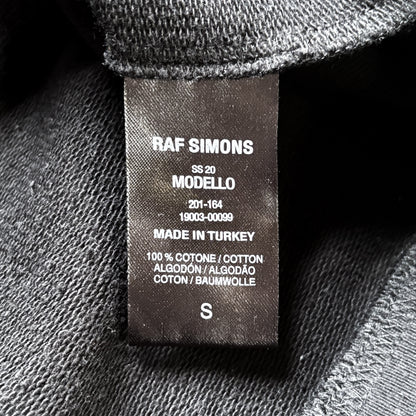 RAF SIMONS
SS 20
MODELLO
201-164
19003-00099
MADE IN TURKEY
100 % COTONE / COTTON
ALGODÓN / ALGODÃO
COTON / BAUMWOLLE
S